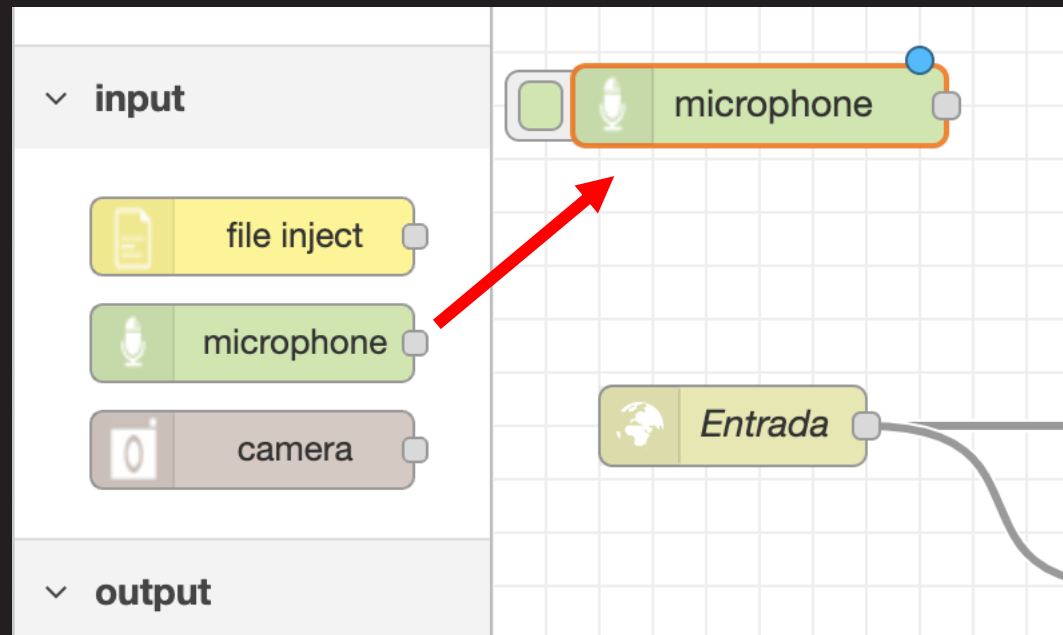 input
file inject
microphone
camera
output
microphone
Entrada